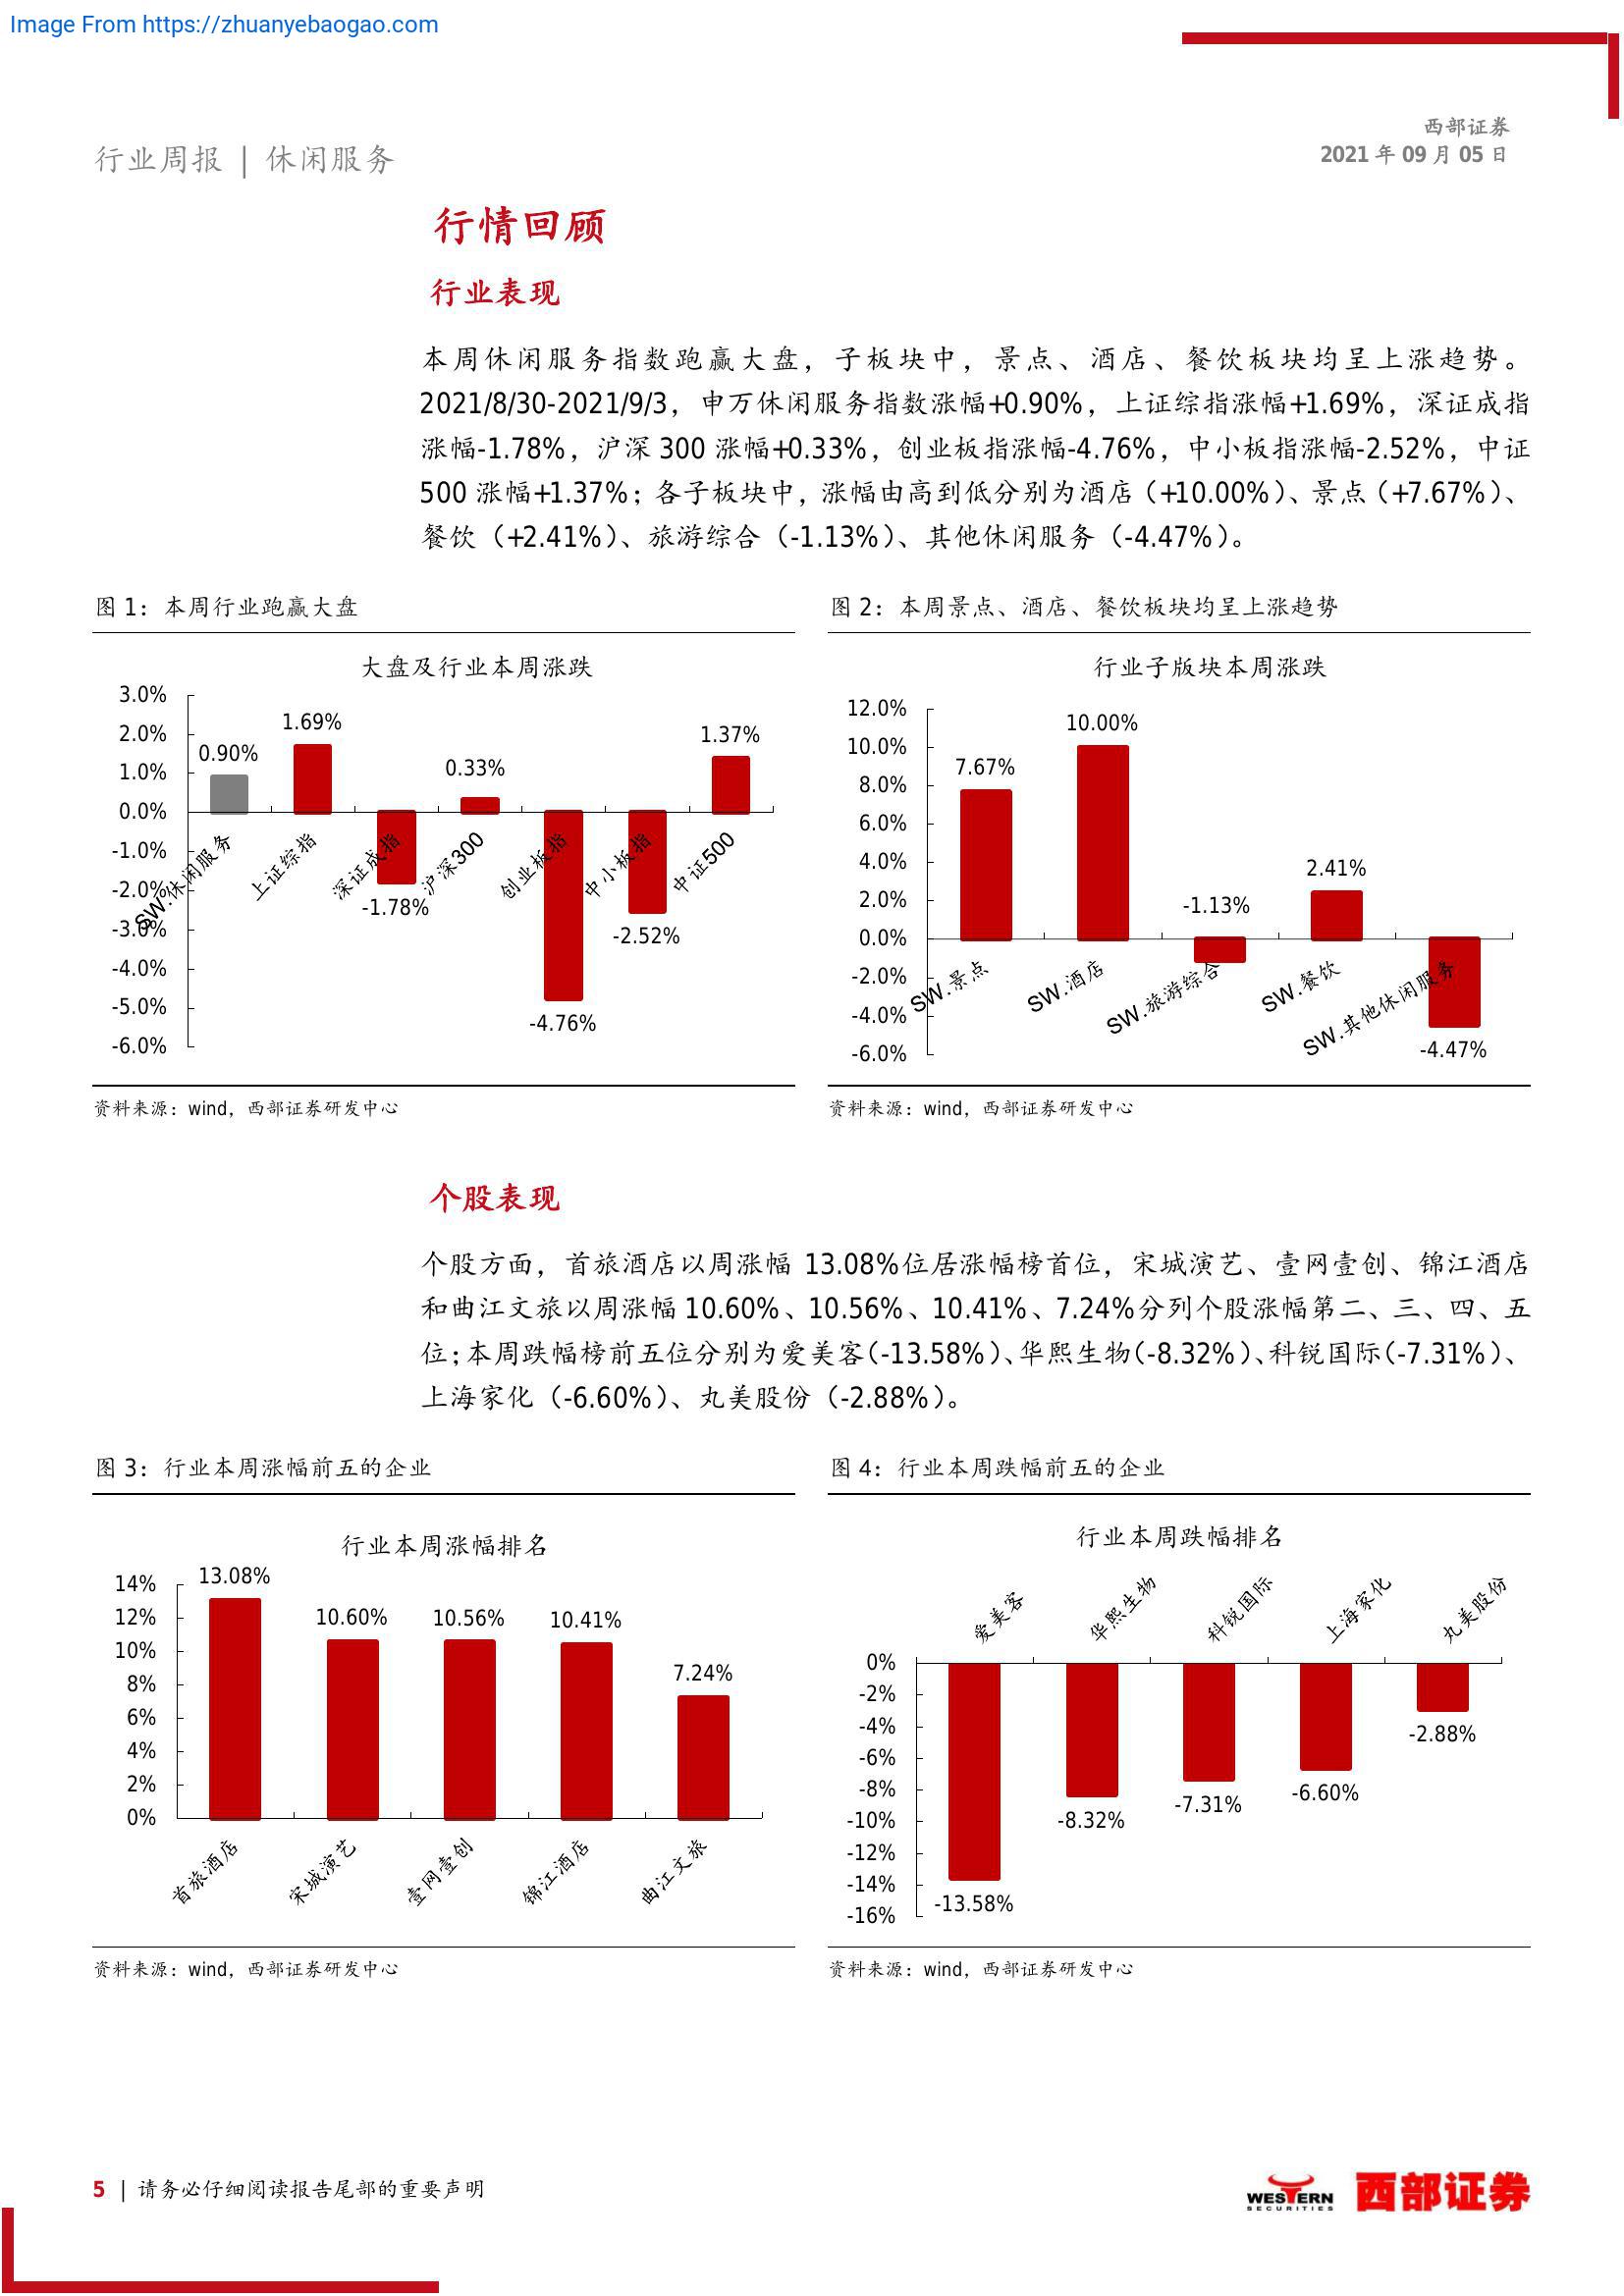 Image From https://zhuanyebaogao.com
西部证券
2021 年 09 月 05 日
行业周报 | 休闲服务
行情回顾
行业表现
本周休闲服务指数跑赢大盘，子板块中，景点、酒店、餐饮板块均呈上涨趋势。
2021/8/30-2021/9/3，申万休闲服务指数涨幅+0.90%，上证综指涨幅+1.69%，深证成指
涨幅-1.78%，沪深 300 涨幅+0.33%，创业板指涨幅-4.76%，中小板指涨幅-2.52%，中证
500 涨幅+1.37%；各子板块中，涨幅由高到低分别为酒店（+10.00%）、景点（+7.67%）、
餐饮（+2.41%）、旅游综合（-1.13%）、其他休闲服务（-4.47%）。
图 1：本周行业跑赢大盘
大盘及行业本周涨跌
3.0%
2.0%
1.0%
0.0%
-1.0%
-2.0%
-3.0%
-4.0%
-5.0%
-6.0%
0.90%
1.69%
-1.78%
0.33%
-4.76%
-2.52%
1.37%
SW.休闲服务
上证综指
深证成指
沪深300
创业板指
中小板指
中证500
资料来源：wind，西部证券研发中心
图 2：本周景点、酒店、餐饮板块均呈上涨趋势
行业子版块本周涨跌
12.0%
10.0%
8.0%
6.0%
4.0%
2.0%
0.0%
-2.0%
-4.0%
-6.0%
7.67%
10.00%
-1.13%
2.41%
-4.47%
SW.景点
SW.酒店
SW.旅游综合
SW.餐饮
SW.其他休闲服务
资料来源：wind，西部证券研发中心
个股表现
个股方面，首旅酒店以周涨幅 13.08%位居涨幅榜首位，宋城演艺、壹网壹创、锦江酒店
和曲江文旅以周涨幅 10.60%、10.56%、10.41%、7.24%分列个股涨幅第二、三、四、五
位；本周跌幅榜前五位分别为爱美客（-13.58%）、华熙生物（-8.32%）、科锐国际（-7.31%）、
上海家化（-6.60%）、丸美股份（-2.88%）。
图 3：行业本周涨幅前五的企业
行业本周涨幅排名
14%
12%
10%
8%
6%
4%
2%
0%
13.08%
10.60%
10.56%
10.41%
7.24%
首旅酒店
宋城演艺
壹网壹创
锦江酒店
曲江文旅
资料来源：wind，西部证券研发中心
图 4：行业本周跌幅前五的企业
行业本周跌幅排名
爱美客
华熙生物
科锐国际
上海家化
丸美股份
0%
-2%
-4%
-6%
-8%
-10%
-12%
-14%
-16%
-13.58%
-8.32%
-7.31%
-6.60%
-2.88%
资料来源：wind，西部证券研发中心
5 | 请务必仔细阅读报告尾部的重要声明
WESTERN
SECURITIES
西部证券